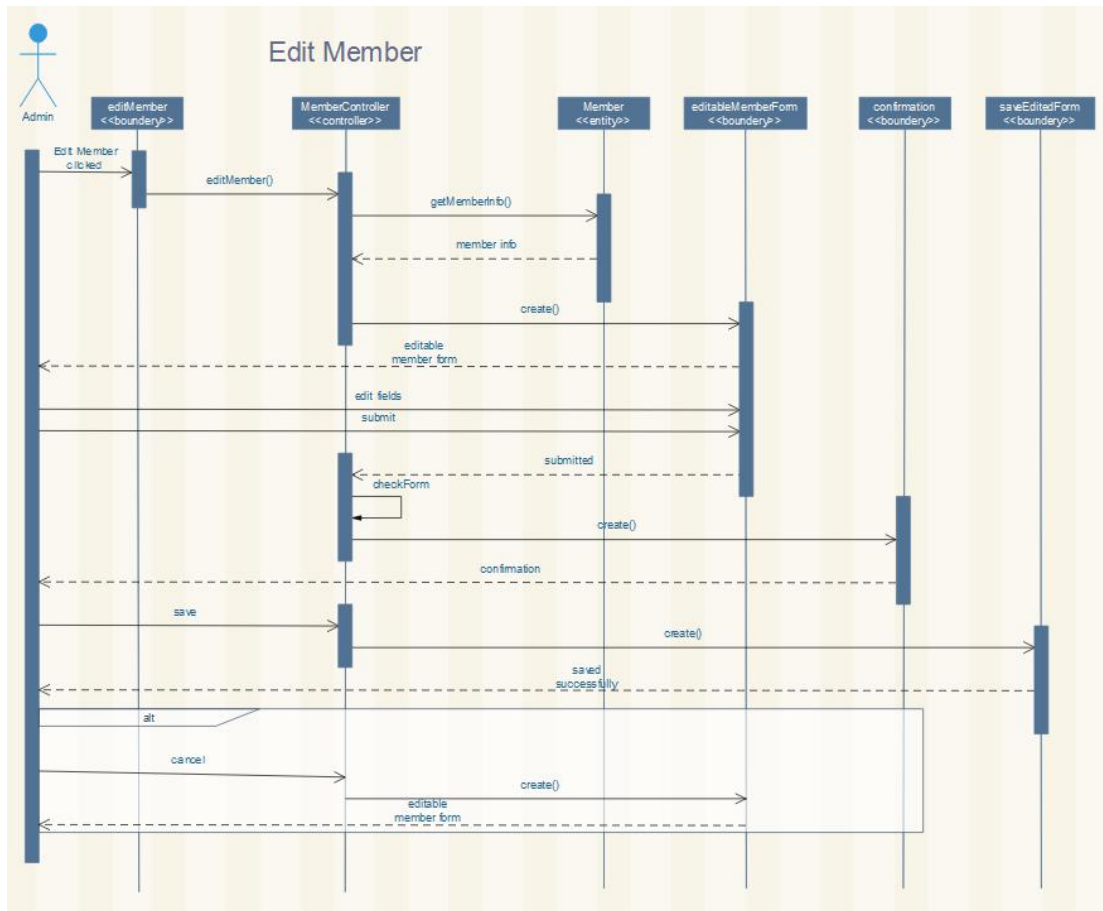 Edit Member
Admin
editMember
<<boundery>>
MemberController
<<controller>>
Member
<<entity>>
editableMemberForm
<<boundery>>
confirmation
<<boundery>>
saveEditedForm
<<boundery>>
Edit Member
clicked
editMember()
getMemberInfo()
member info
create()
editable
member form
edit fields
submit
submitted
checkForm
create()
confirmation
save
create()
saved
successfully
alt
cancel
create()
editable
member form